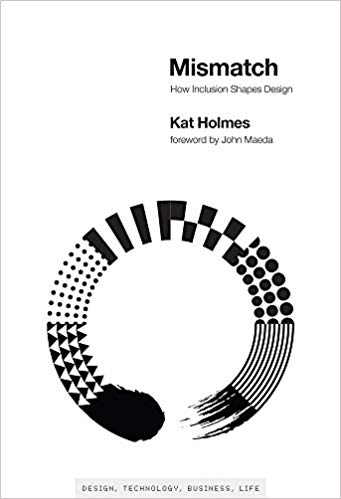 Mismatch
How Inclusion Shapes Design
Kat Holmes
foreword by John Maeda
DESIGN, TECHNOLOGY, BUSINESS, LIFE